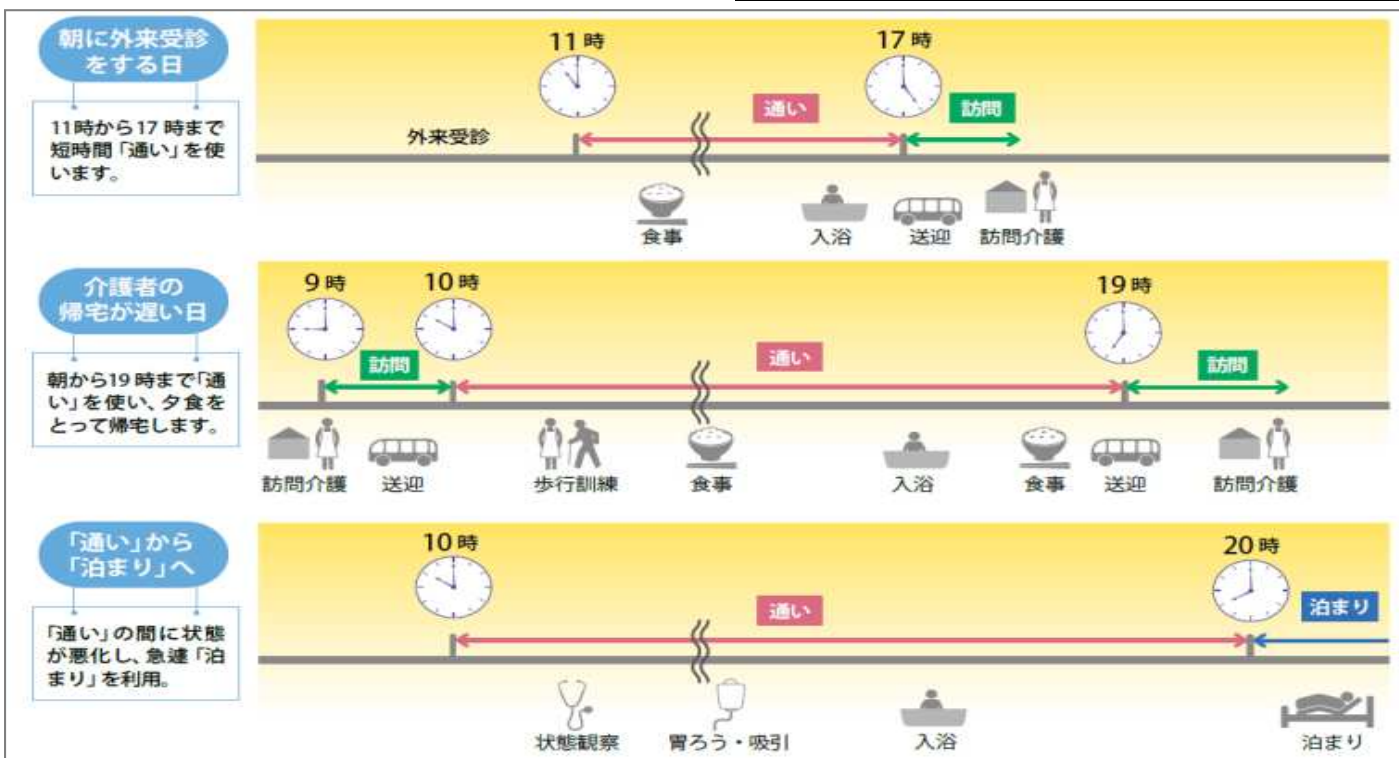 朝に外来受診
をする日
11時から17時まで
短時間「通い」を使
います。
11時
17時
通い
訪問
外来受診
食事
入浴
送迎
訪問介護
介護者の
帰宅が遅い日
朝から19時まで「通
い」を使い、夕食を
とって帰宅します。
9時
10時
19時
訪問
通い
訪問
訪問介護
送迎
歩行訓練
食事
入浴
食事
送迎
訪問介護
「通い」から
「泊まり」へ
「通い」の間に状態
が悪化し、急遽「泊
まり」を利用。
10時
20時
通い
泊まり
状態観察
胃ろう・吸引
入浴
泊まり